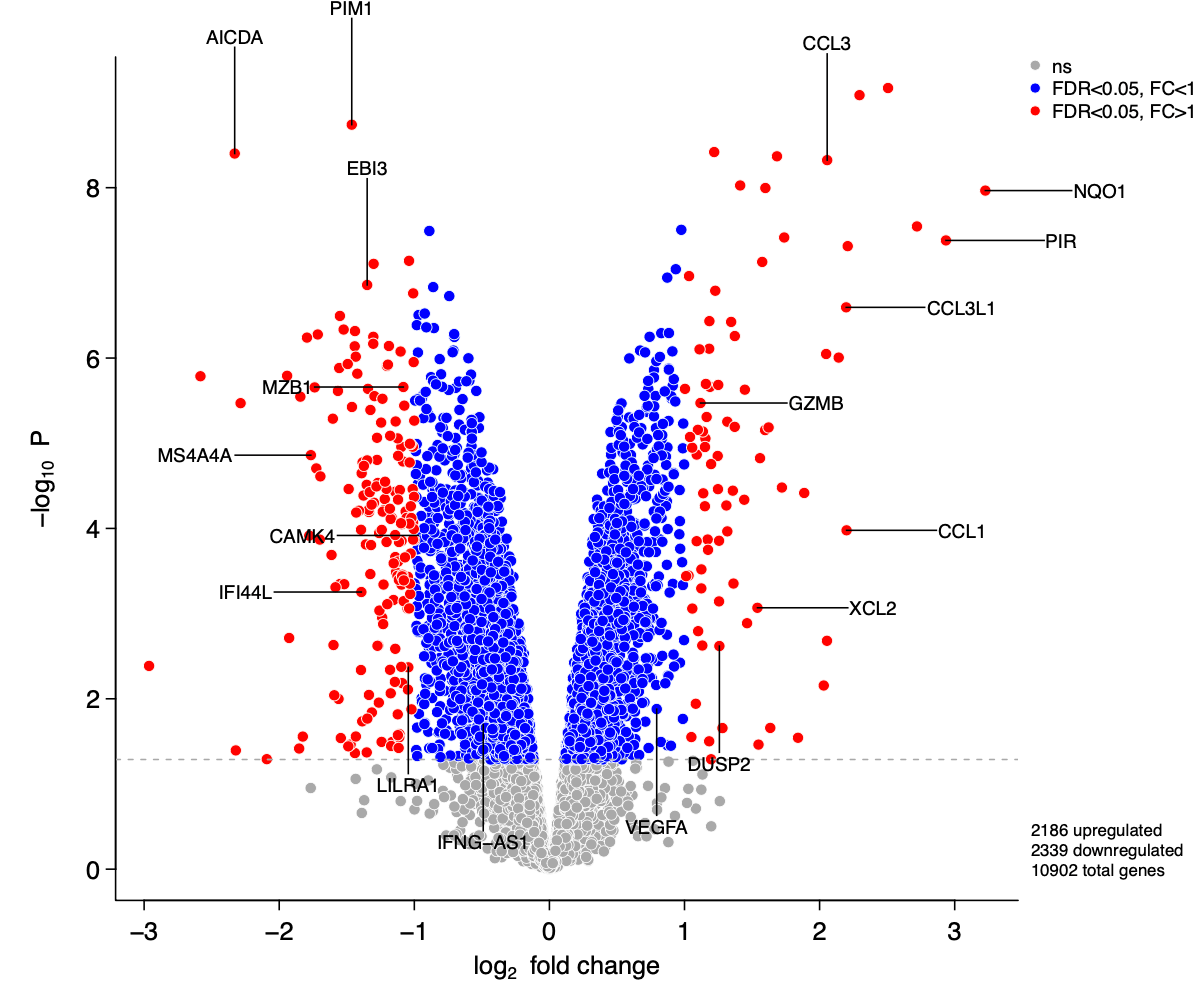 PIM1
AICDA
CCL3
ns
FDR<0.05, FC<1
FDR<0.05, FC>1
EBI3
8
NQO1
PIR
CCL3L1
6
MZB1
GZMB
MS4A4A
−log10 P
4
CAMK4
CCL1
IFI44L
XCL2
2
DUSP2
LILRA1
VEGFA
IFNG−AS1
2186 upregulated
2339 downregulated
10902 total genes
0
−3 −2 −1 0 1 2 3
log2 fold change